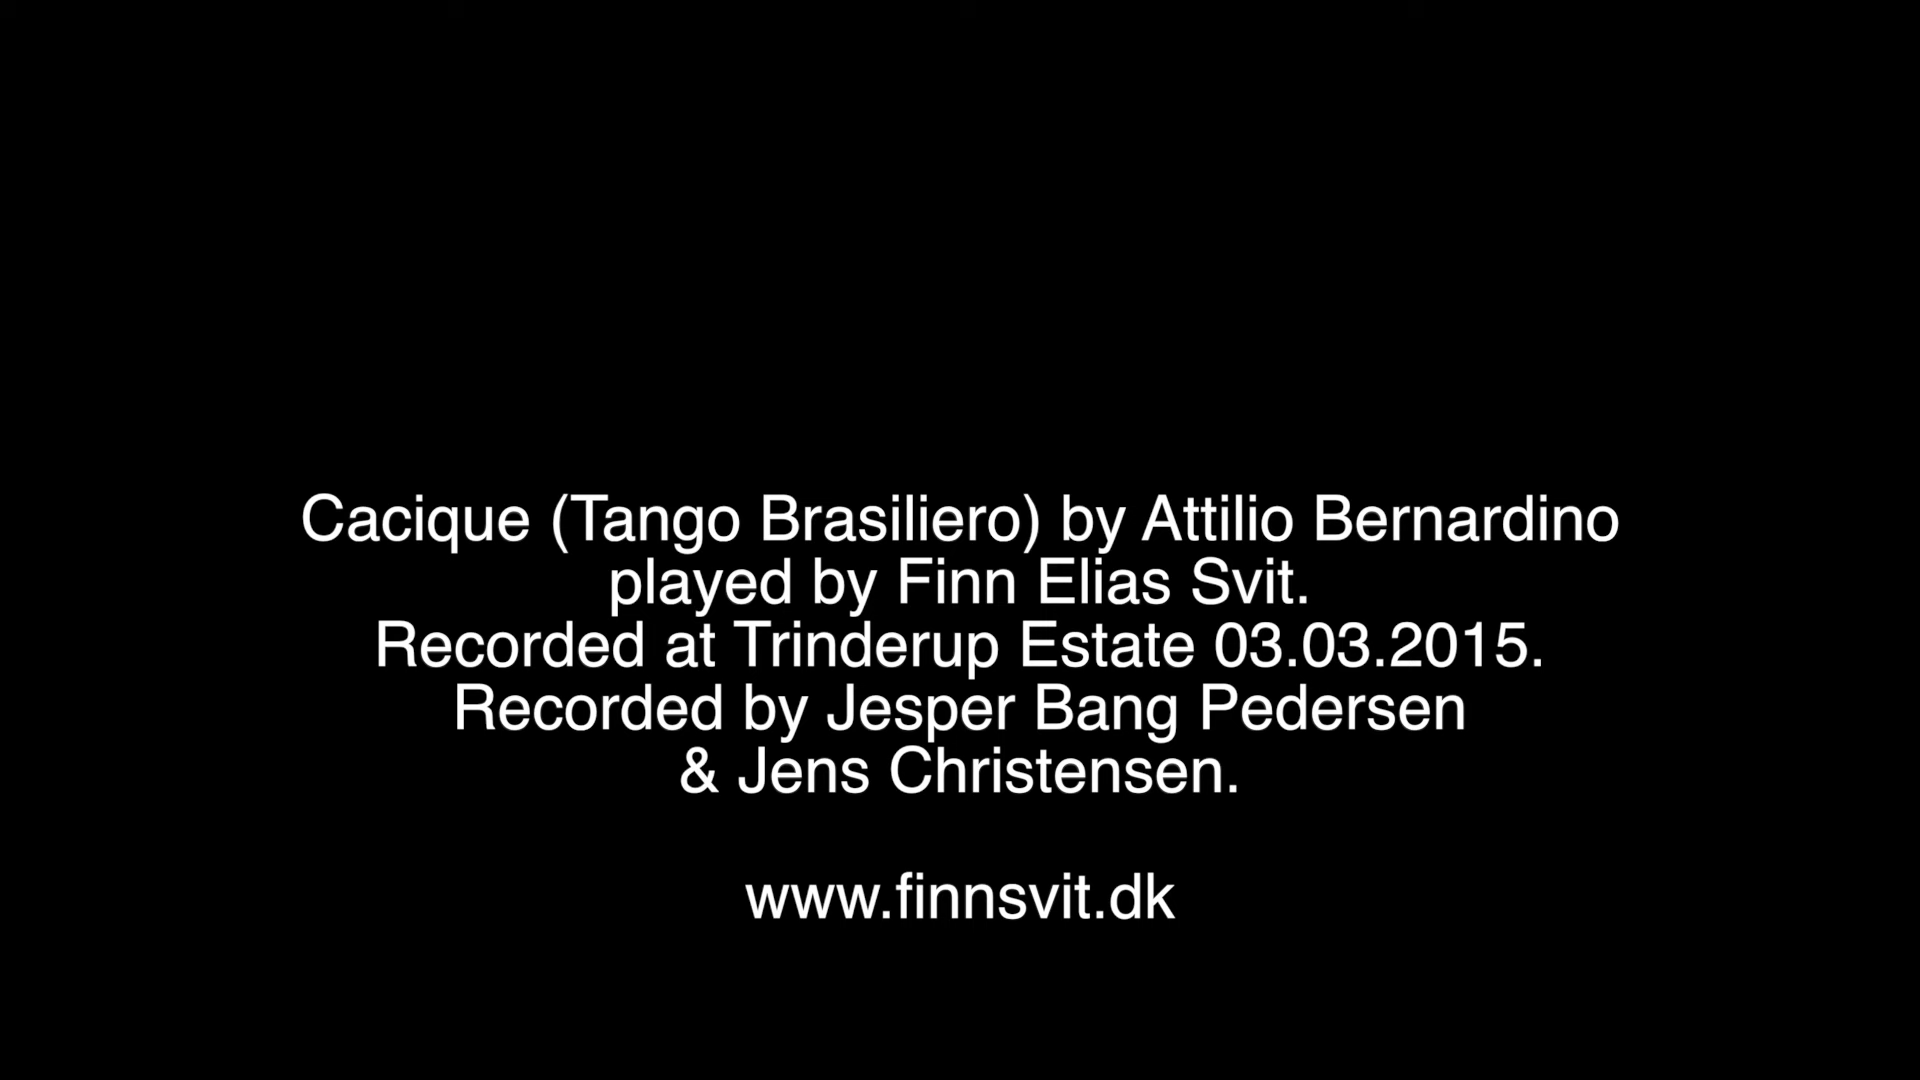 Cacique (Tango Brasiliero) by Attilio Bernardino
played by Finn Elias Svit.
Recorded at Trinderup Estate 03.03.2015.
Recorded by Jesper Bang Pedersen
& Jens Christensen.
www.finnsvit.dk